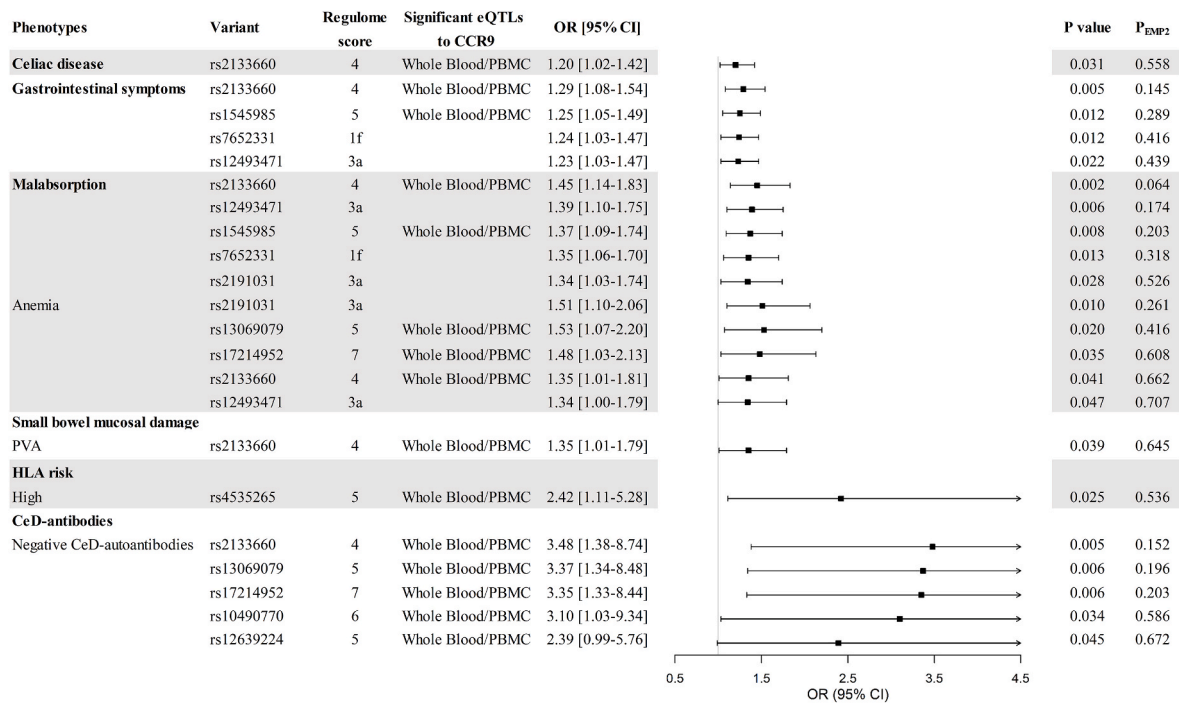 Phenotypes Variant Regulome score Significant eQTLs to CCR9 OR [95% CI] P value P_EMP2
Celiac disease rs2133660 4 Whole Blood/PBMC 1.20 [1.02-1.42] 0.031 0.558
Gastrointestinal symptoms rs2133660 4 Whole Blood/PBMC 1.29 [1.08-1.54] 0.005 0.145
rs1545985 5 Whole Blood/PBMC 1.25 [1.05-1.49] 0.012 0.289
rs7652331 1f 1.24 [1.03-1.47] 0.012 0.416
rs12493471 3a 1.23 [1.03-1.47] 0.022 0.439
Malabsorption rs2133660 4 Whole Blood/PBMC 1.45 [1.14-1.83] 0.002 0.064
rs12493471 3a 1.39 [1.10-1.75] 0.006 0.174
rs1545985 5 Whole Blood/PBMC 1.37 [1.09-1.74] 0.008 0.203
rs7652331 1f 1.35 [1.06-1.70] 0.013 0.318
rs2191031 3a 1.34 [1.03-1.74] 0.028 0.526
Anemia rs2191031 3a 1.51 [1.10-2.06] 0.010 0.261
rs13069079 5 Whole Blood/PBMC 1.53 [1.07-2.20] 0.020 0.416
rs17214952 7 Whole Blood/PBMC 1.48 [1.03-2.13] 0.035 0.608
rs2133660 4 Whole Blood/PBMC 1.35 [1.01-1.81] 0.041 0.662
rs12493471 3a 1.34 [1.00-1.79] 0.047 0.707
Small bowel mucosal damage
PVA rs2133660 4 Whole Blood/PBMC 1.35 [1.01-1.79] 0.039 0.645
HLA risk
High rs4535265 5 Whole Blood/PBMC 2.42 [1.11-5.28] 0.025 0.536
CeD-antibodies
Negative CeD-autoantibodies rs2133660 4 Whole Blood/PBMC 3.48 [1.38-8.74] 0.005 0.152
rs13069079 5 Whole Blood/PBMC 3.37 [1.34-8.48] 0.006 0.196
rs17214952 7 Whole Blood/PBMC 3.35 [1.33-8.44] 0.006 0.203
rs10490770 6 Whole Blood/PBMC 3.10 [1.03-9.34] 0.034 0.586
rs12639224 5 Whole Blood/PBMC 2.39 [0.99-5.76] 0.045 0.672
0.5 1.5 2.5 3.5 4.5
OR (95% CI)